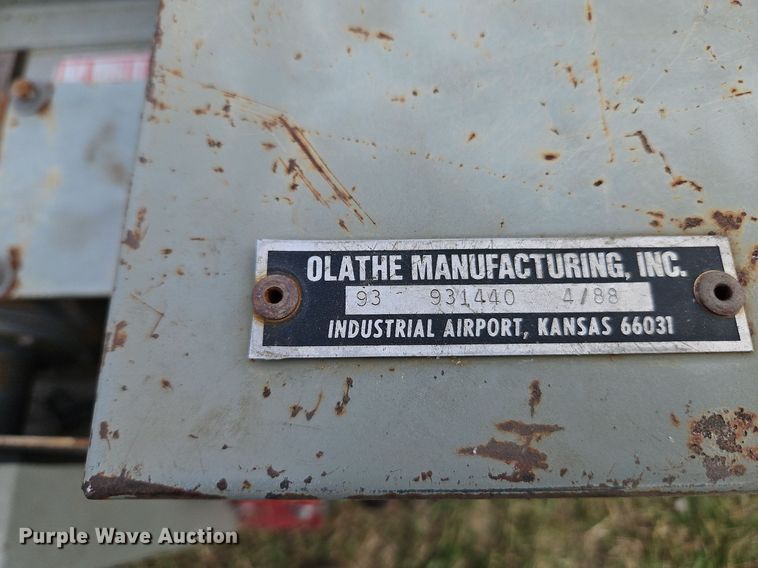 OLATHE MANUFACTURING, INC.
93 931440 4/88
INDUSTRIAL AIRPORT, KANSAS 66031
Purple Wave Auction